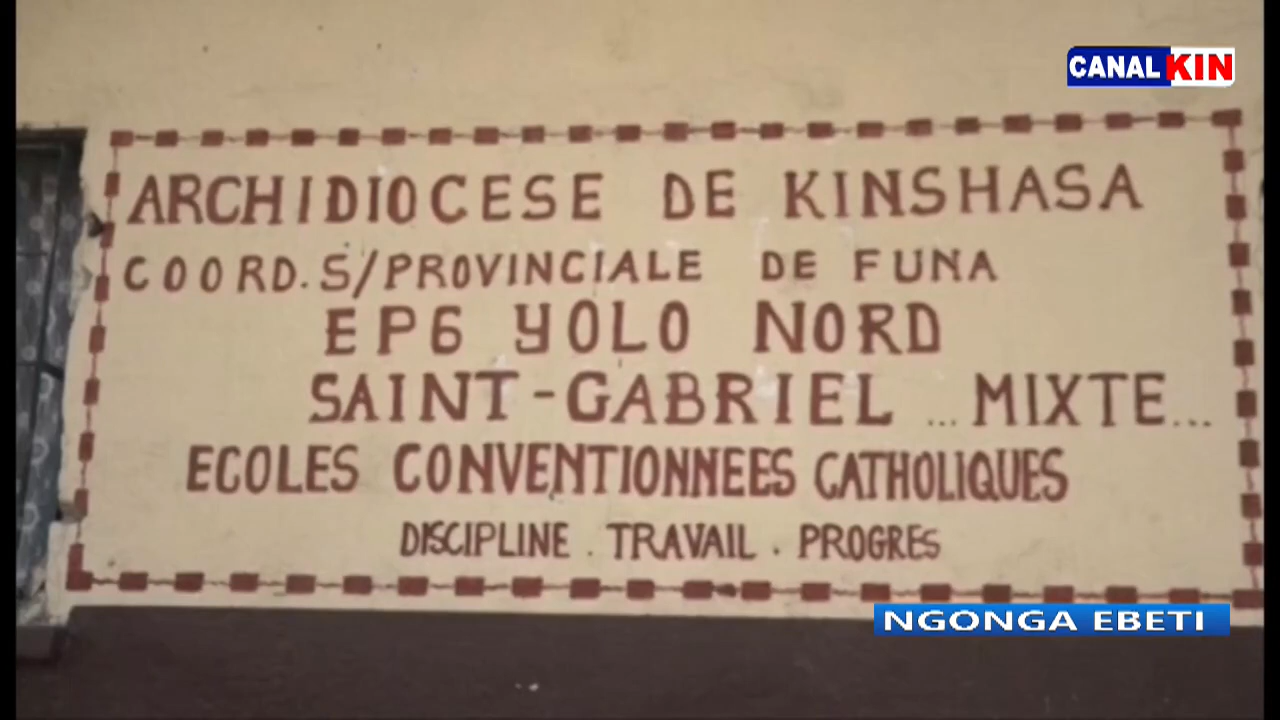 CANAL KIN
ARCHIDIOCESE DE KINSHASA
COORD. S/PROVINCIALE DE FUNA
EP6 YOLO NORD
SAINT-GABRIEL ... MIXTE...
ECOLES CONVENTIONNEES CATHOLIQUES
DISCIPLINE . TRAVAIL . PROGRES
NGONGA EBETI